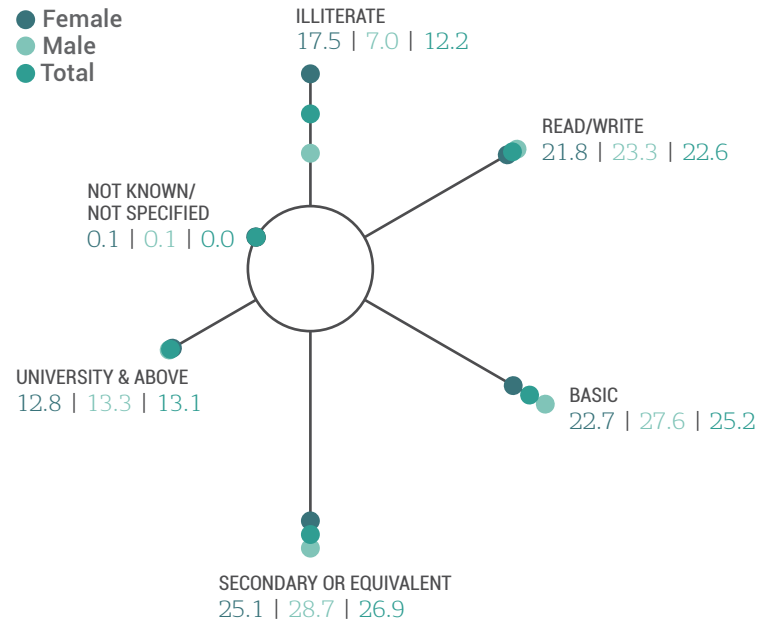 Female
Male
Total
ILLITERATE
17.5 | 7.0 | 12.2
READ/WRITE
21.8 | 23.3 | 22.6
NOT KNOWN/
NOT SPECIFIED
0.1 | 0.1 | 0.0
UNIVERSITY & ABOVE
12.8 | 13.3 | 13.1
BASIC
22.7 | 27.6 | 25.2
SECONDARY OR EQUIVALENT
25.1 | 28.7 | 26.9